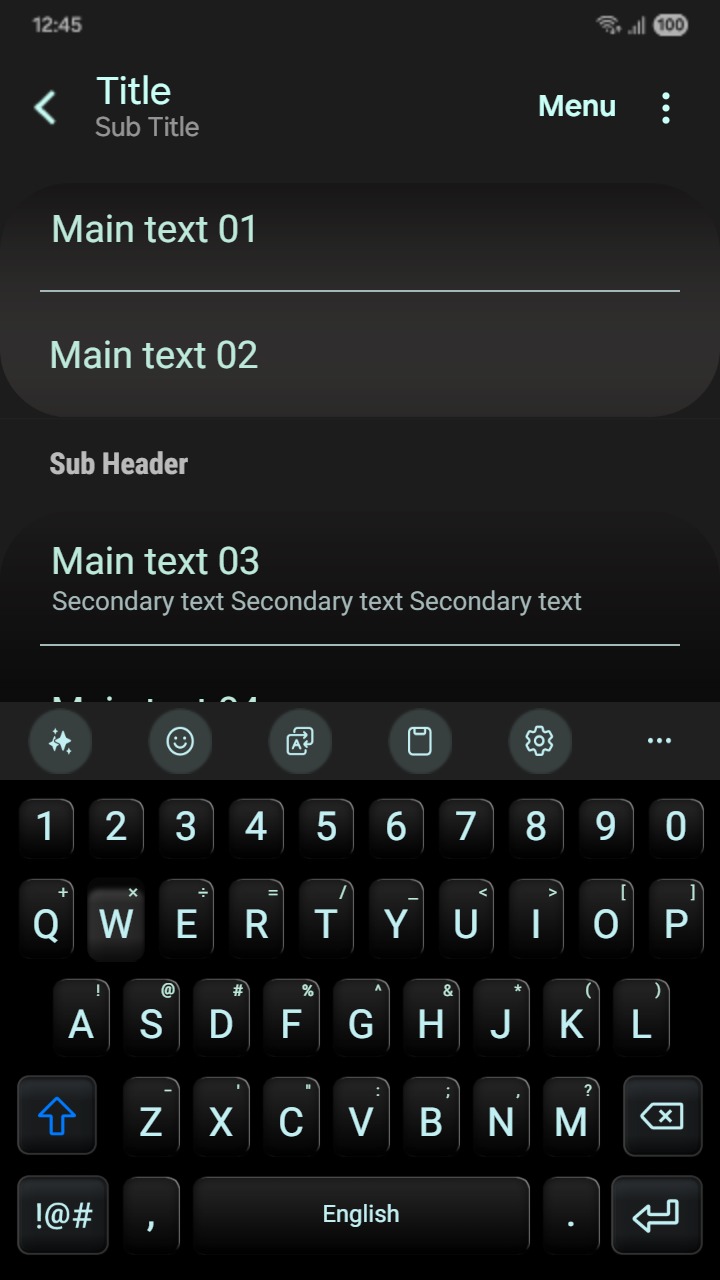 12:45
100
Title
Sub Title
Menu
Main text 01
Main text 02
Sub Header
Main text 03
Secondary text Secondary text Secondary text
1 2 3 4 5 6 7 8 9 0
+ × ÷ = / _ < > [ ]
Q W E R T Y U I O P
! @ # % ^ & * ( )
A S D F G H J K L
- ' " : ; , ?
Z X C V B N M
!@# , English .